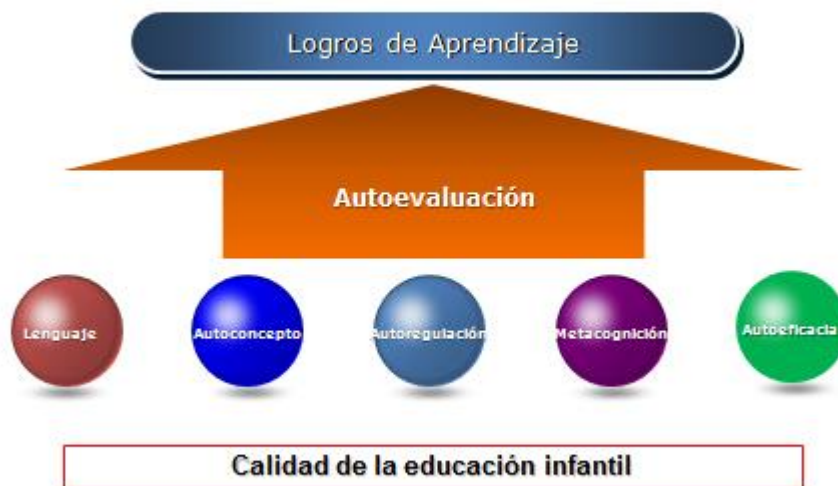 Logros de Aprendizaje
Autoevaluación
Lenguaje
Autoconcepto
Autoregulación
Metacognición
Autoeficacia
Calidad de la educación infantil